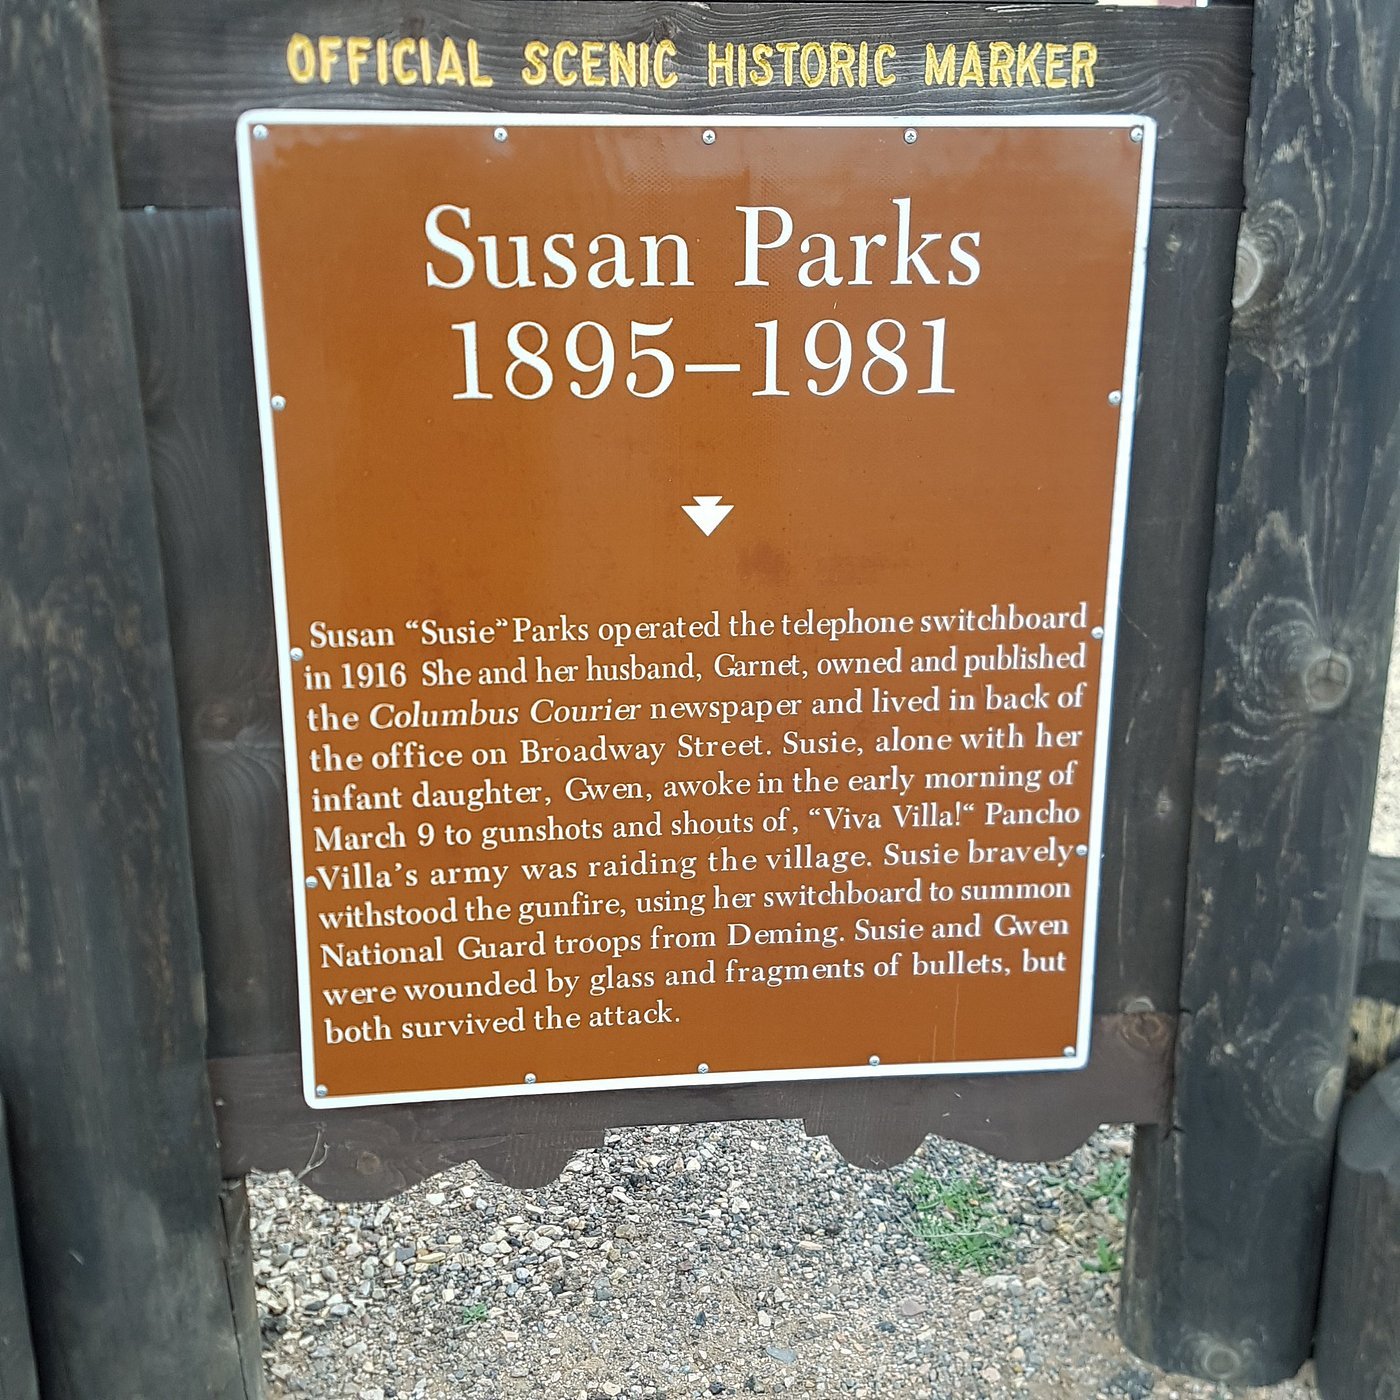 OFFICIAL SCENIC HISTORIC MARKER
Susan Parks
1895–1981
Susan “Susie” Parks operated the telephone switchboard
in 1916 She and her husband, Garnet, owned and published
the Columbus Courier newspaper and lived in back of
the office on Broadway Street. Susie, alone with her
infant daughter, Gwen, awoke in the early morning of
March 9 to gunshots and shouts of, “Viva Villa!“ Pancho
Villa’s army was raiding the village. Susie bravely
withstood the gunfire, using her switchboard to summon
National Guard troops from Deming. Susie and Gwen
were wounded by glass and fragments of bullets, but
both survived the attack.